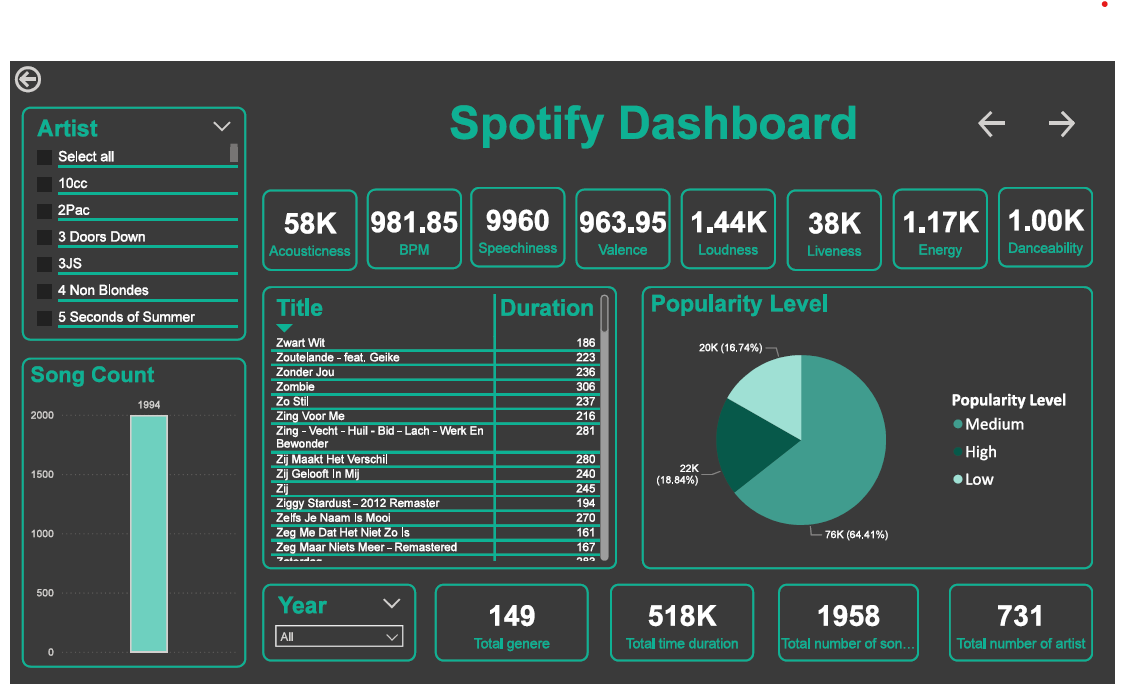 Spotify Dashboard
Artist
Select all
10cc
2Pac
3 Doors Down
3JS
4 Non Blondes
5 Seconds of Summer
58K
Acousticness
981.85
BPM
9960
Speechiness
963.95
Valence
1.44K
Loudness
38K
Liveness
1.17K
Energy
1.00K
Danceability
Song Count
1994
2000
1500
1000
500
0
Title Duration
Zwart Wit 186
Zoutelande - feat. Geike 223
Zonder Jou 236
Zombie 306
Zo Stil 237
Zing Voor Me 216
Zing - Vecht - Huil - Bid - Lach - Werk En 281
Bewonder
Zij Maakt Het Verschil 280
Zij Gelooft In Mij 240
Zij 245
Ziggy Stardust - 2012 Remaster 194
Zelfs Je Naam Is Mooi 270
Zeg Me Dat Het Niet Zo Is 161
Zeg Maar Niets Meer - Remastered 167
Popularity Level
20K (16,74%)
22K
(18.84%)
76K (64,41%)
Popularity Level
Medium
High
Low
Year
All
149
Total genere
518K
Total time duration
1958
Total number of son...
731
Total number of artist